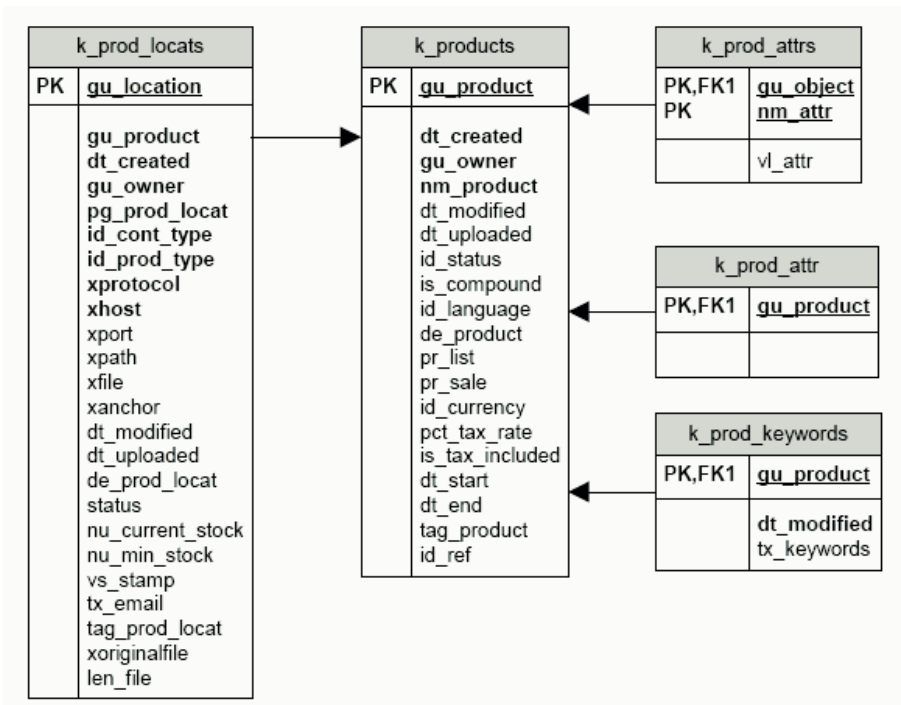 k_prod_locats
PK gu_location
gu_product
dt_created
gu_owner
pg_prod_locat
id_cont_type
id_prod_type
xprotocol
xhost
xport
xpath
xfile
xanchor
dt_modified
dt_uploaded
de_prod_locat
status
nu_current_stock
nu_min_stock
vs_stamp
tx_email
tag_prod_locat
xoriginalfile
len_file
k_products
PK gu_product
dt_created
gu_owner
nm_product
dt_modified
dt_uploaded
id_status
is_compound
id_language
de_product
pr_list
pr_sale
id_currency
pct_tax_rate
is_tax_included
dt_start
dt_end
tag_product
id_ref
k_prod_attrs
PK,FK1 gu_object
PK nm_attr
vl_attr
k_prod_attr
PK,FK1 gu_product
k_prod_keywords
PK,FK1 gu_product
dt_modified
tx_keywords